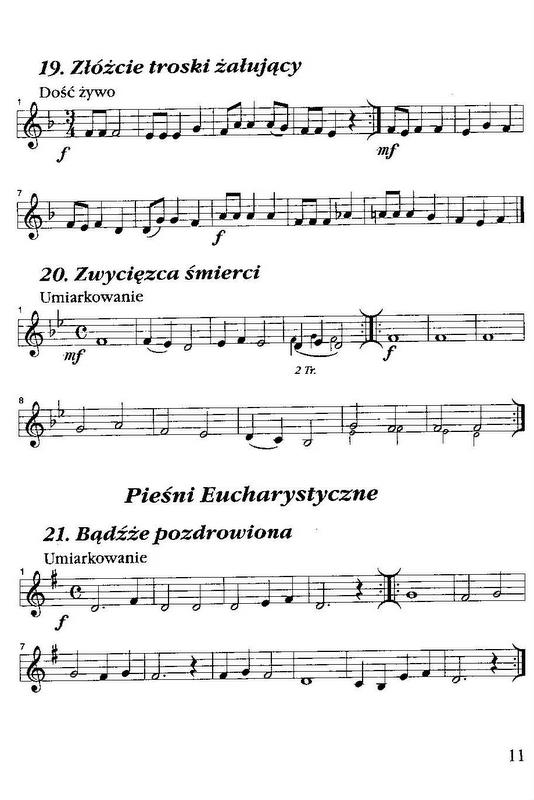 19. Złóżcie troski żałujący
Dość żywo
1
3
4
f
mf
7
f
20. Zwycięzca śmierci
Umiarkowanie
1
mf
f
2 Tr.
8
Pieśni Eucharystyczne
21. Bądźże pozdrowiona
Umiarkowanie
1
f
7
11